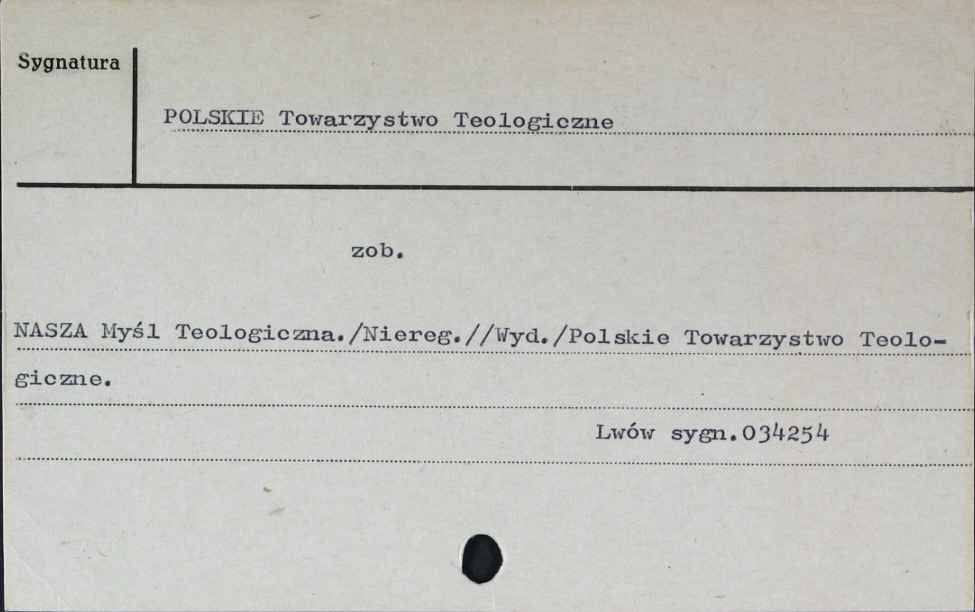 Sygnatura
POLSKIE Towarzystwo Teologiczne
zob.
NASZA Myśl Teologiczna./Niereg.//Wyd./Polskie Towarzystwo Teolo-
giczne.
Lwów sygn.034254